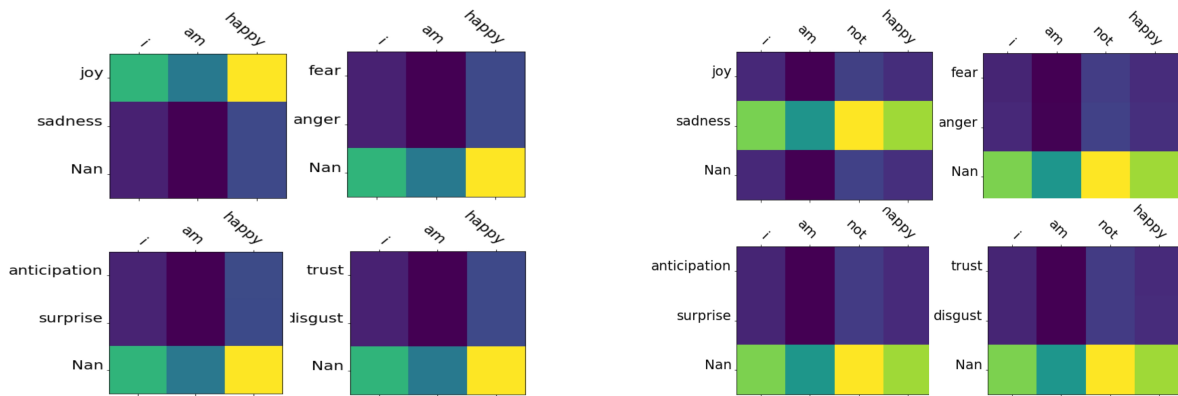 i am happy
joy
sadness
Nan
i am happy
fear
anger
Nan
i am not happy
joy
sadness
Nan
i am not happy
fear
anger
Nan
i am happy
anticipation
surprise
Nan
i am happy
trust
disgust
Nan
i am not happy
anticipation
surprise
Nan
i am not happy
trust
disgust
Nan